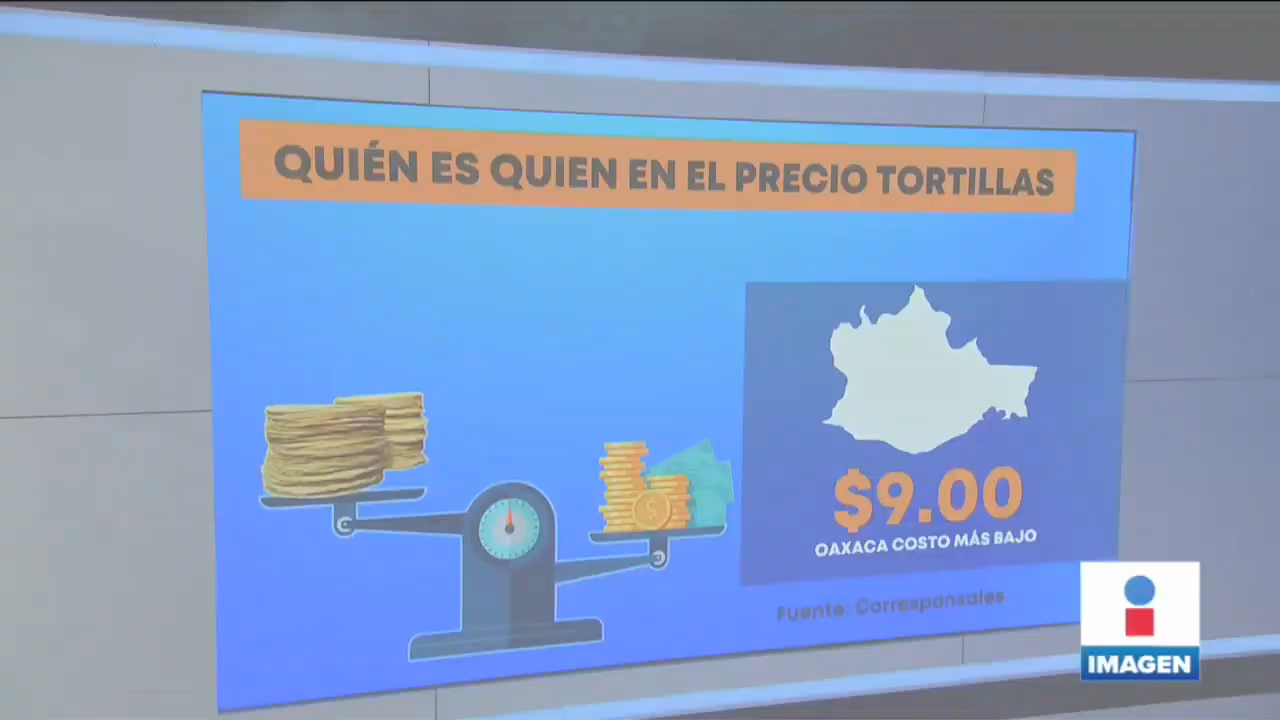 QUIÉN ES QUIEN EN EL PRECIO TORTILLAS
$9.00
OAXACA COSTO MÁS BAJO
Fuente: Corresponsales
IMAGEN